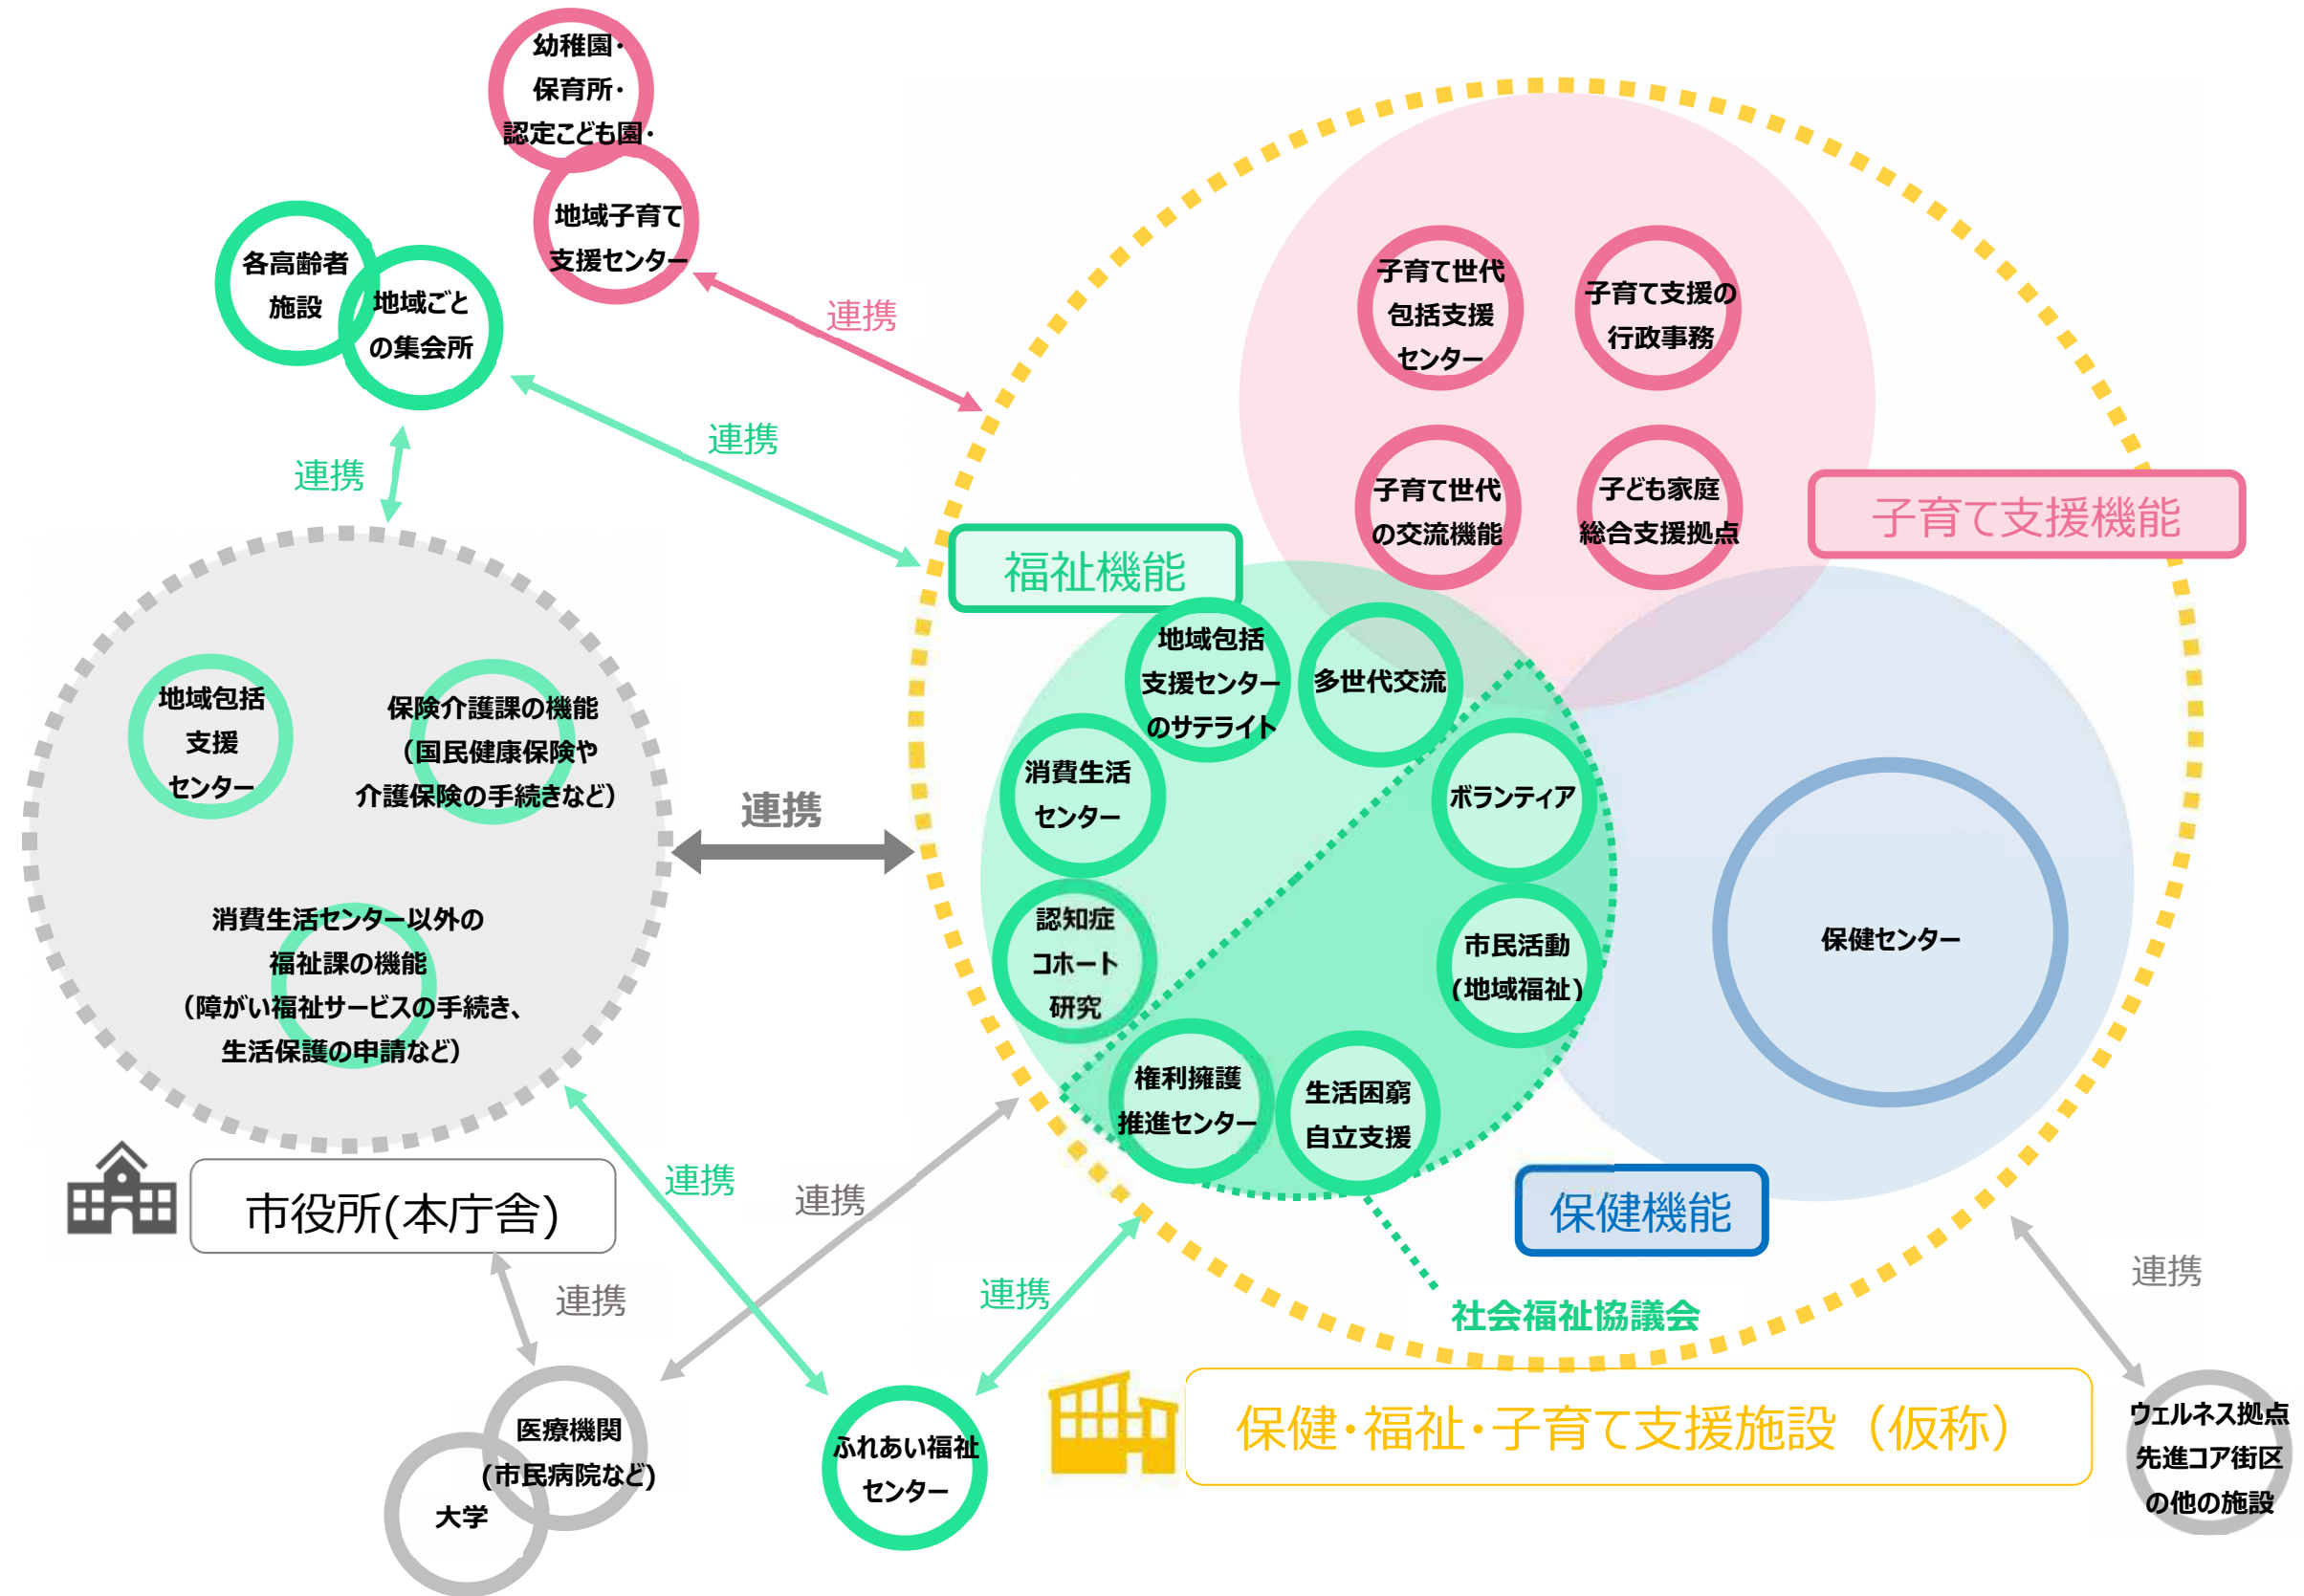 幼稚園・
保育所・
認定こども園・
地域子育て
支援センター
各高齢者
施設
地域ごと
の集会所
連携
連携
連携
子育て世代
包括支援
センター
子育て支援の
行政事務
子育て世代
の交流機能
子ども家庭
総合支援拠点
子育て支援機能
福祉機能
地域包括
支援センター
のサテライト
多世代交流
消費生活
センター
ボランティア
認知症
コホート
研究
市民活動
(地域福祉)
権利擁護
推進センター
生活困窮
自立支援
保健センター
保健機能
社会福祉協議会
地域包括
支援
センター
保険介護課の機能
（国民健康保険や
介護保険の手続きなど）
消費生活センター以外の
福祉課の機能
（障がい福祉サービスの手続き、
生活保護の申請など）
連携
市役所(本庁舎)
連携
連携
連携
連携
連携
医療機関
(市民病院など)
大学
ふれあい福祉
センター
保健・福祉・子育て支援施設（仮称）
ウェルネス拠点
先進コア街区
の他の施設